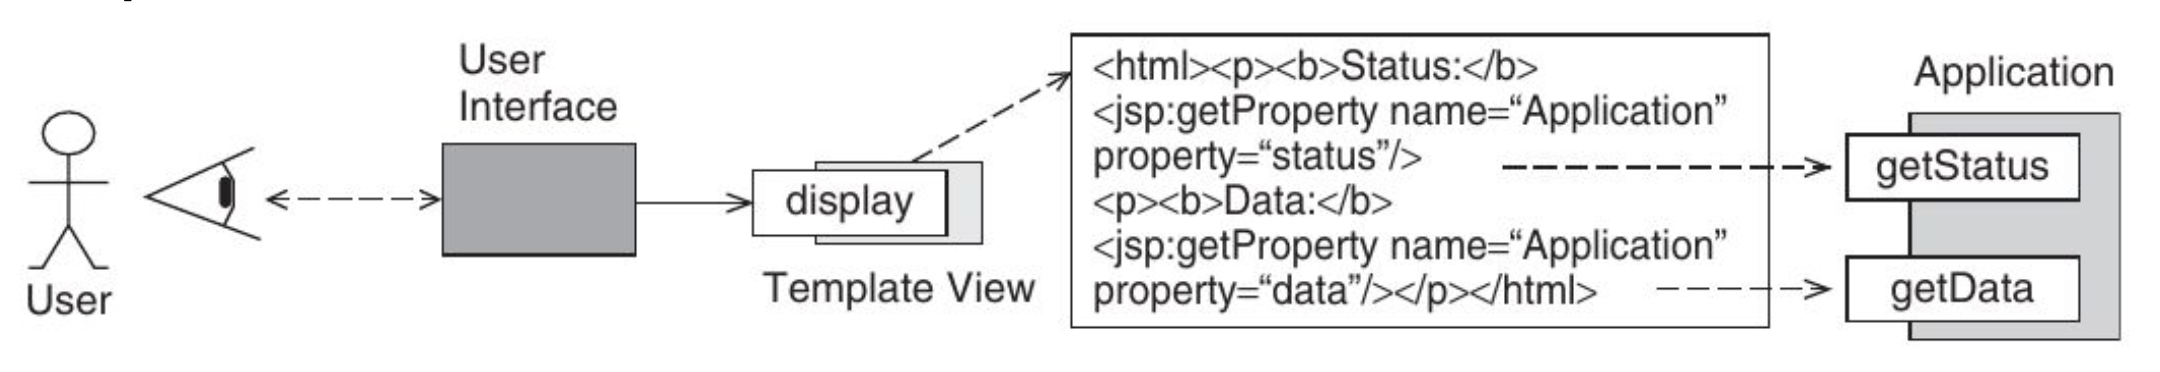 User
User
Interface
display
Template View
<html><p><b>Status:</b>
<jsp:getProperty name=“Application”
property=“status”/>
<p><b>Data:</b>
<jsp:getProperty name=“Application”
property=“data”/></p></html>
Application
getStatus
getData